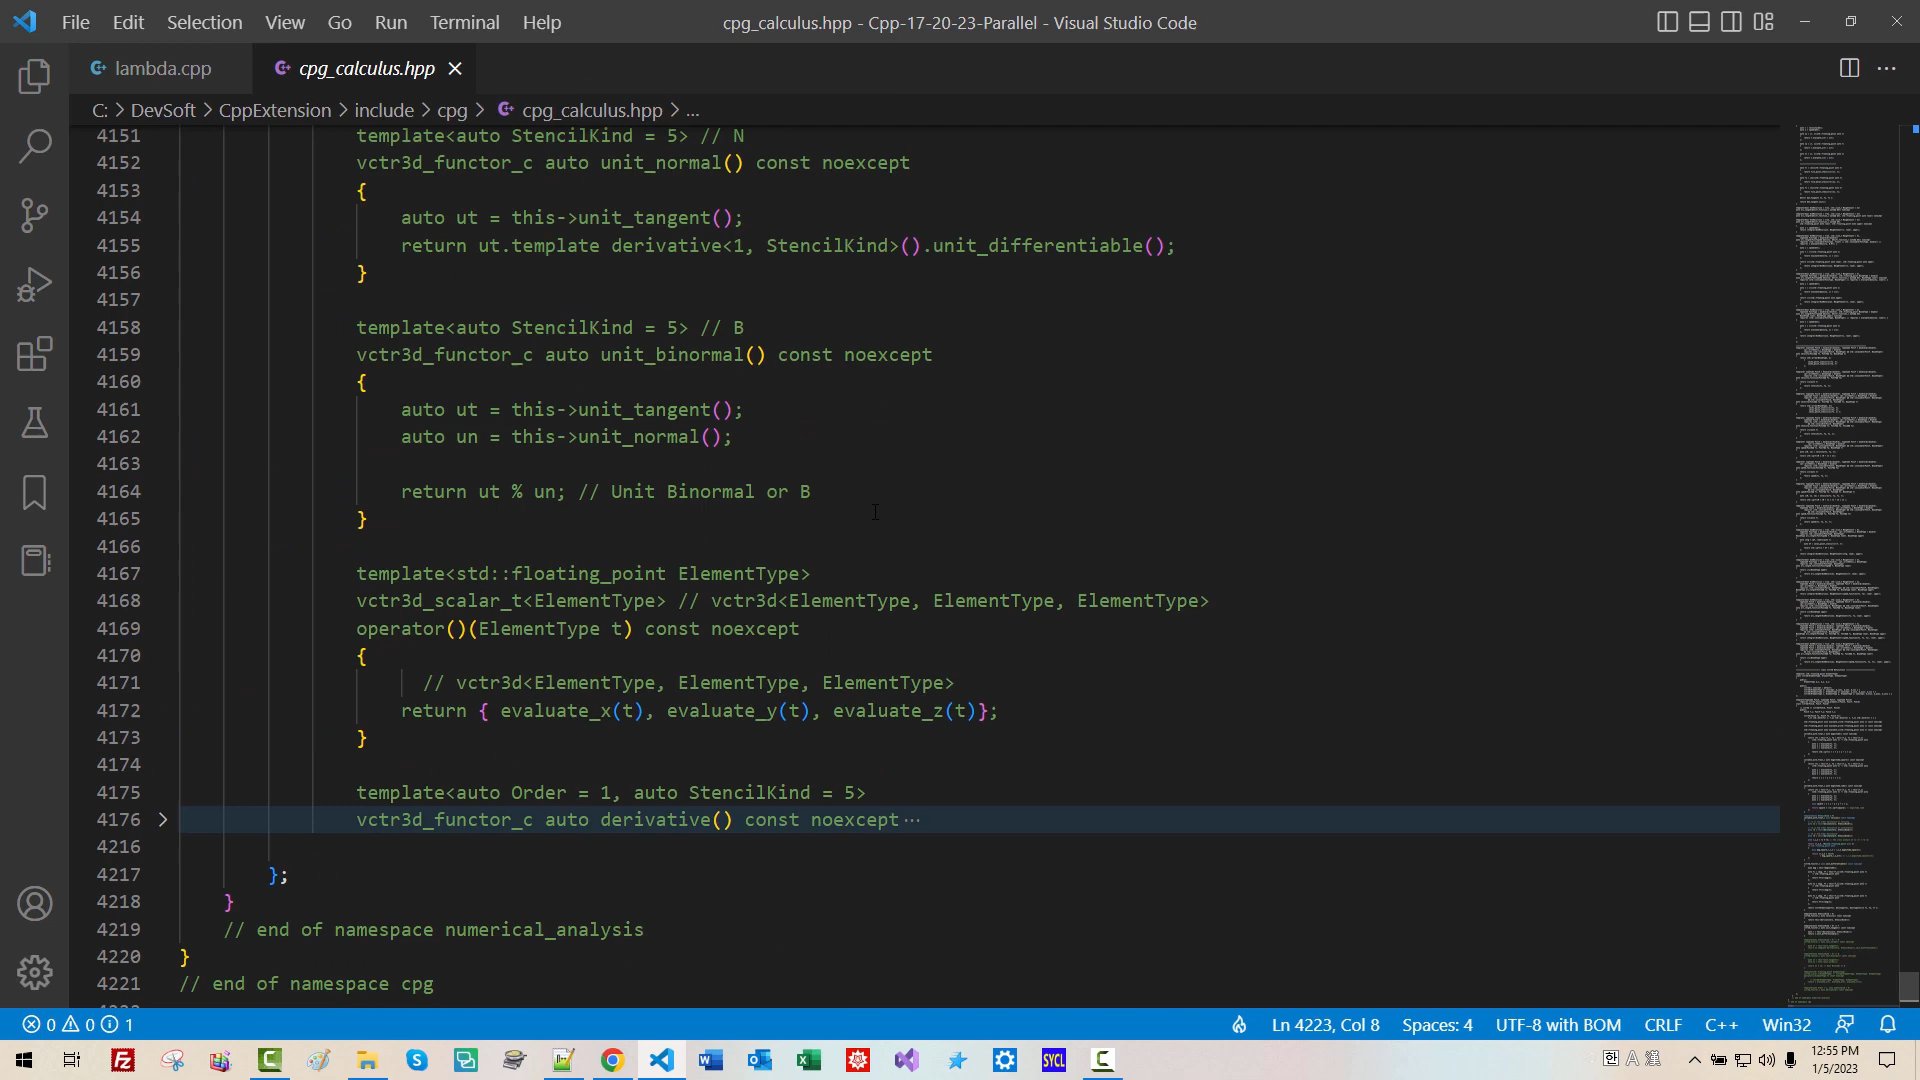 File Edit Selection View Go Run Terminal Help
cpg_calculus.hpp - Cpp-17-20-23-Parallel - Visual Studio Code
lambda.cpp
cpg_calculus.hpp
C: > DevSoft > CppExtension > include > cpg > cpg_calculus.hpp > ...
4151 template<auto StencilKind = 5> // N
4152 vctr3d_functor_c auto unit_normal() const noexcept
4153 {
4154 auto ut = this->unit_tangent();
4155 return ut.template derivative<1, StencilKind>().unit_differentiable();
4156 }
4157
4158 template<auto StencilKind = 5> // B
4159 vctr3d_functor_c auto unit_binormal() const noexcept
4160 {
4161 auto ut = this->unit_tangent();
4162 auto un = this->unit_normal();
4163
4164 return ut % un; // Unit Binormal or B
4165 }
4166
4167 template<std::floating_point ElementType>
4168 vctr3d_scalar_t<ElementType> // vctr3d<ElementType, ElementType, ElementType>
4169 operator()(ElementType t) const noexcept
4170 {
4171 // vctr3d<ElementType, ElementType, ElementType>
4172 return { evaluate_x(t), evaluate_y(t), evaluate_z(t)};
4173 }
4174
4175 template<auto Order = 1, auto StencilKind = 5>
4176 vctr3d_functor_c auto derivative() const noexcept ...
4216
4217 };
4218 }
4219 // end of namespace numerical_analysis
4220 }
4221 // end of namespace cpg
0 0 1
Ln 4223, Col 8 Spaces: 4 UTF-8 with BOM CRLF C++ Win32
SYCL
한 A 漢
12:55 PM
1/5/2023